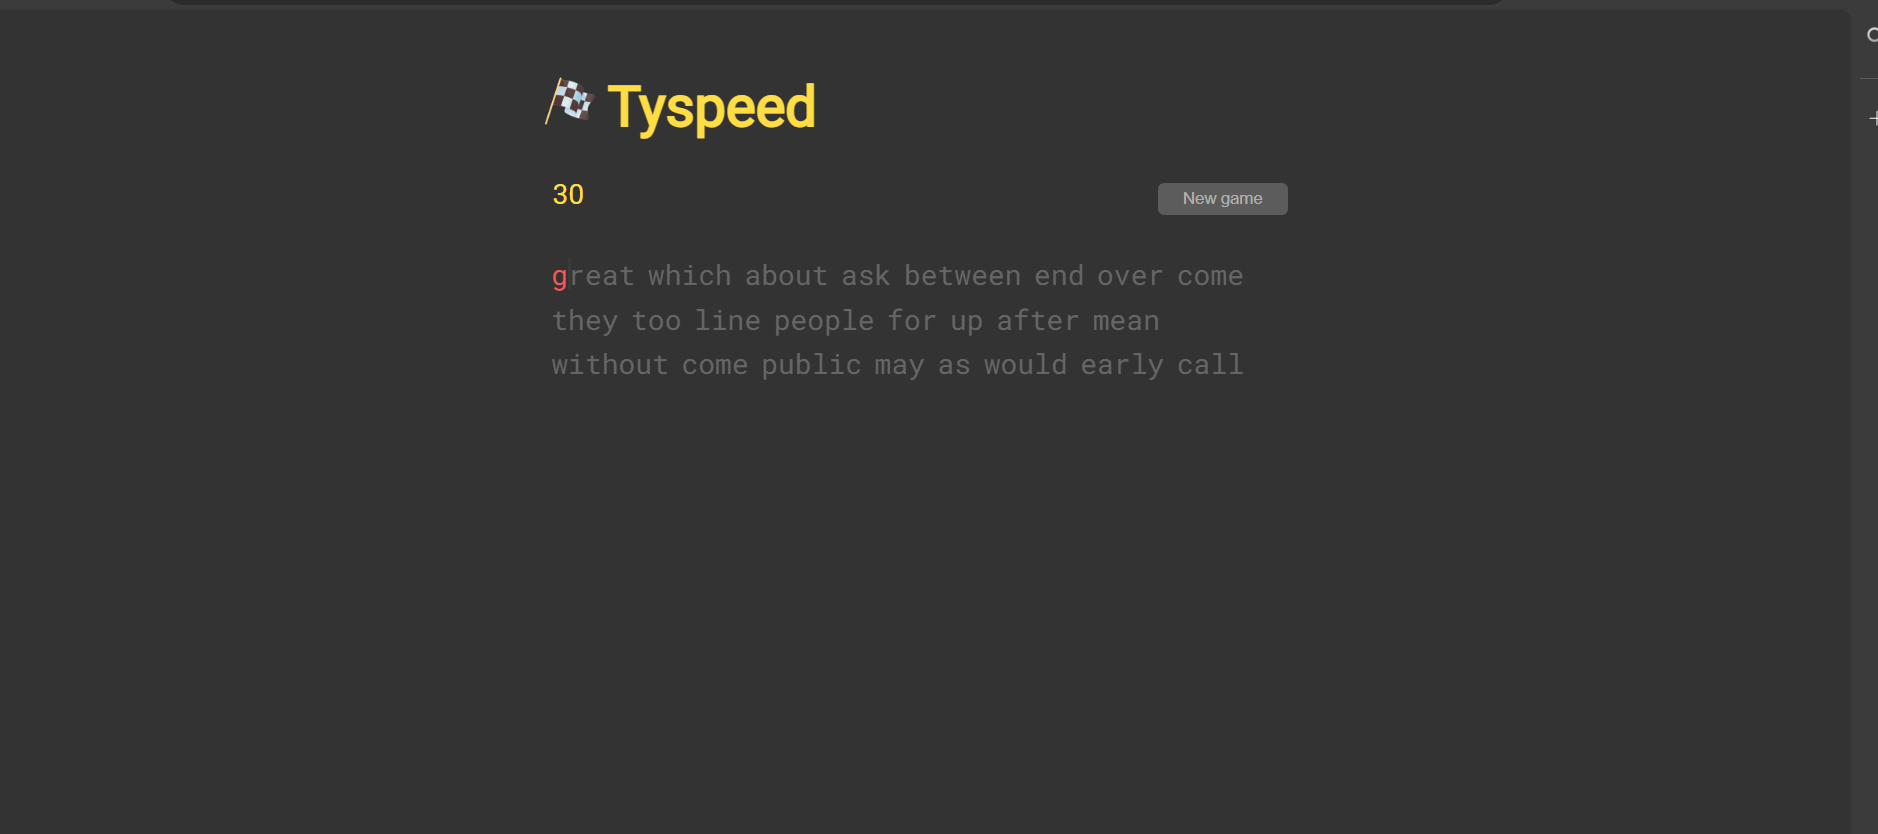 Tyspeed
30
New game
great which about ask between end over come
they too line people for up after mean
without come public may as would early call